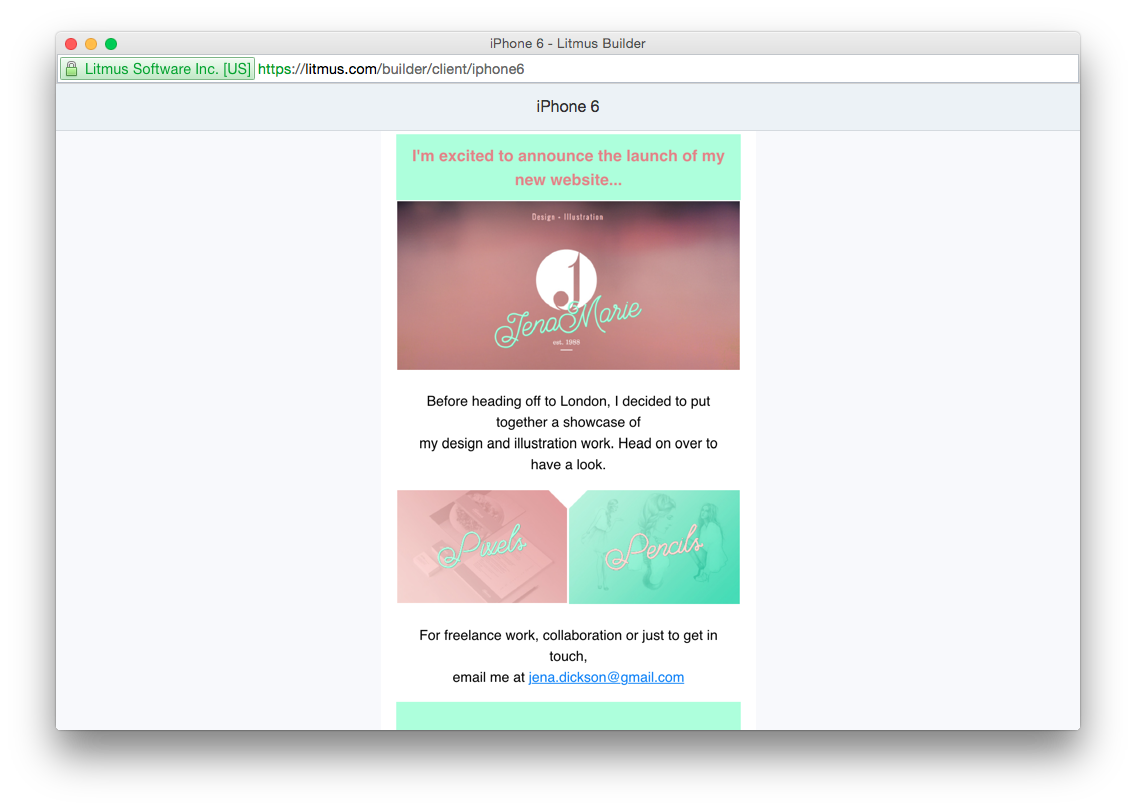 iPhone 6 - Litmus Builder
Litmus Software Inc. [US] https://litmus.com/builder/client/iphone6
iPhone 6
I'm excited to announce the launch of my
new website...
Design + Illustration
J
JenaMarie
est. 1988
Before heading off to London, I decided to put
together a showcase of
my design and illustration work. Head on over to
have a look.
Pixels
Pencils
For freelance work, collaboration or just to get in
touch,
email me at jena.dickson@gmail.com